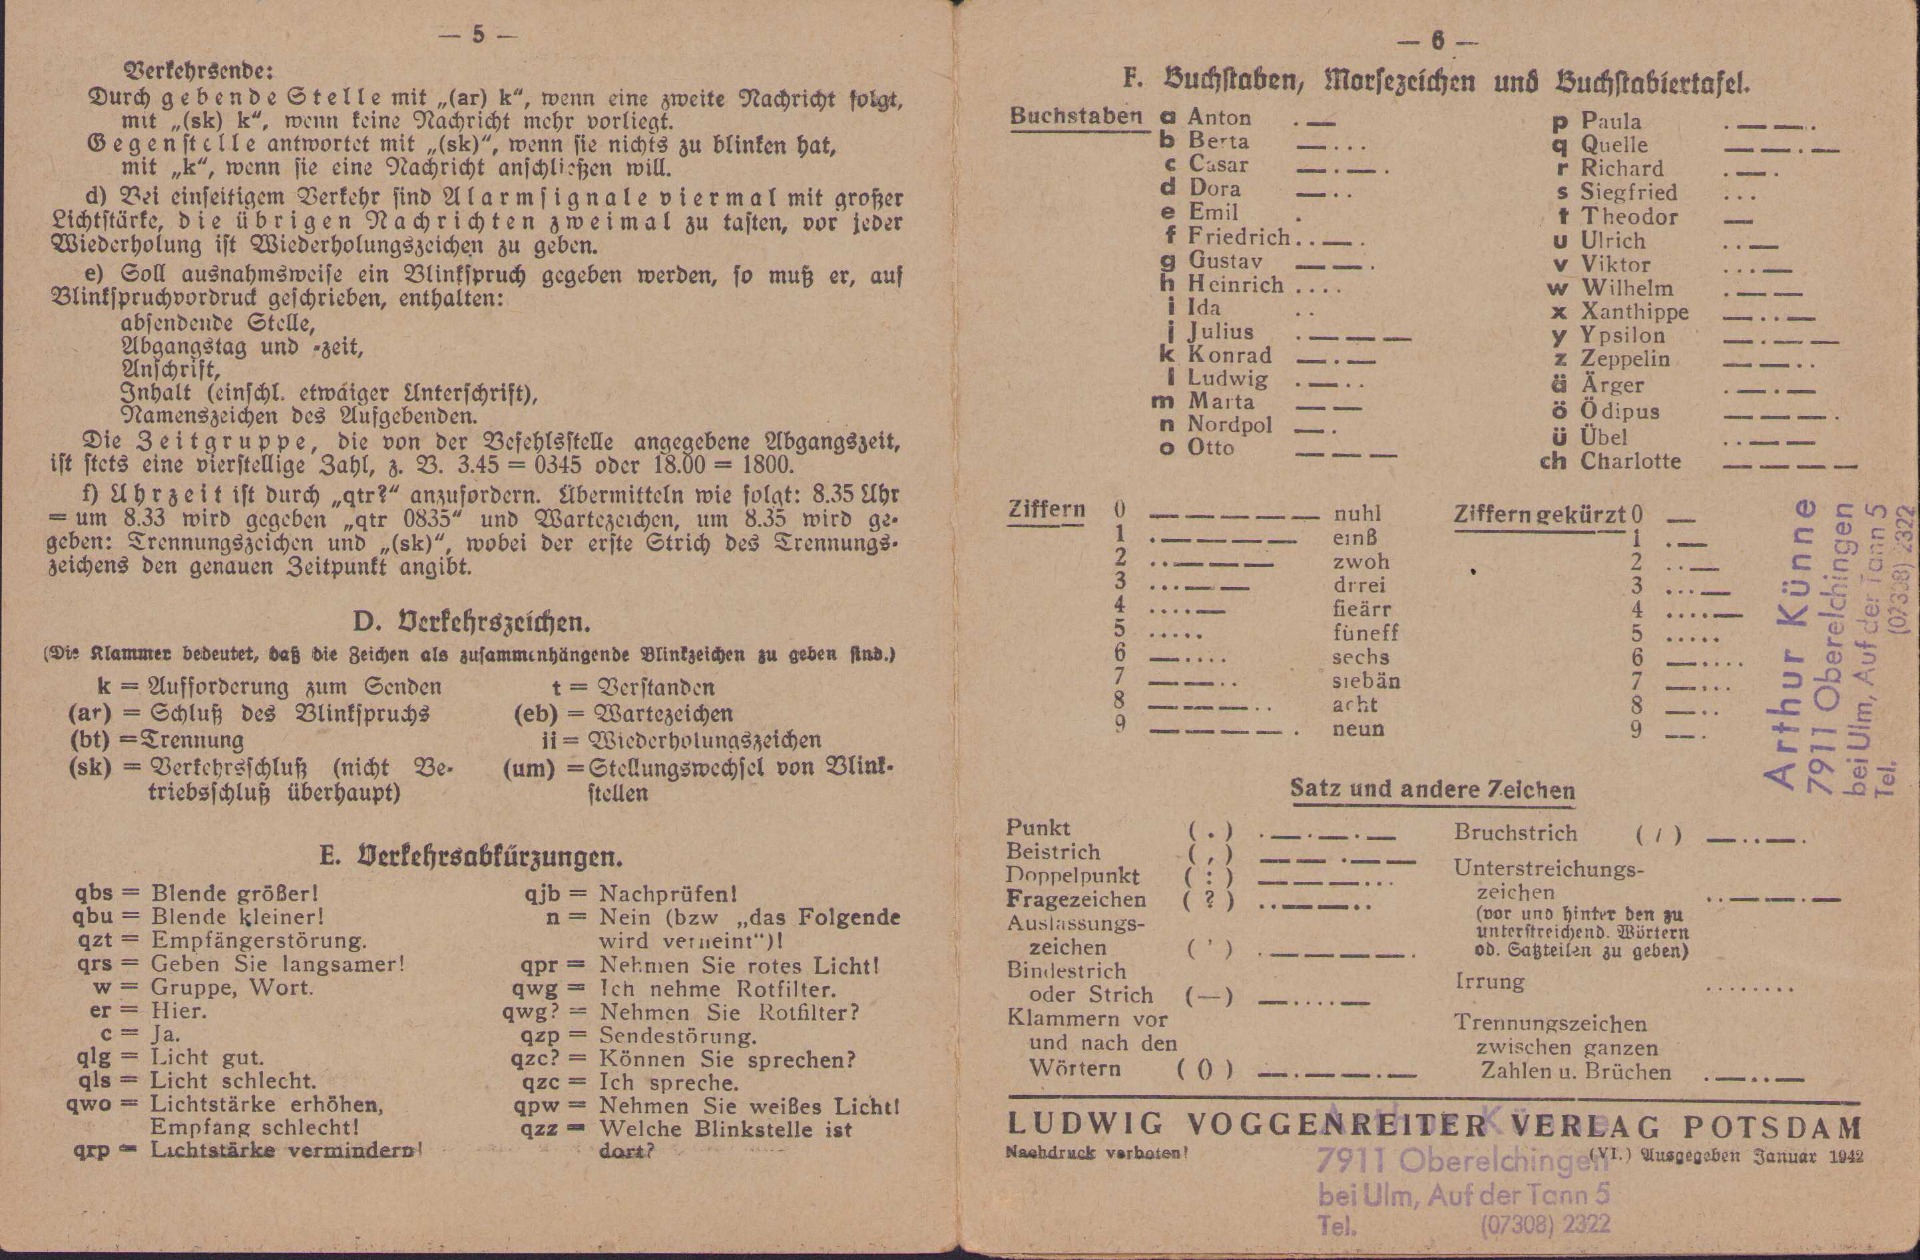 — 5 —
Verkehrsende:
Durch gebende Stelle mit „(ar) k“, wenn eine zweite Nachricht folgt,
mit „(sk) k“, wenn keine Nachricht mehr vorliegt.
Gegenstelle antwortet mit „(sk)“, wenn sie nichts zu blinken hat,
mit „k“, wenn sie eine Nachricht anschließen will.
d) Bei einseitigem Verkehr sind Alarmsignale viermal mit großer
Lichtstärke, die übrigen Nachrichten zweimal zu tasten, vor jeder
Wiederholung ist Wiederholungszeichen zu geben.
e) Soll ausnahmsweise ein Blinkspruch gegeben werden, so muß er, auf
Blinkspruchvordruck geschrieben, enthalten:
absendende Stelle,
Abgangstag und -zeit,
Anschrift,
Inhalt (einschl. etwaiger Unterschrift),
Namenszeichen des Aufgebenden.
Die Zeitgruppe, die von der Befehlsstelle angegebene Abgangszeit,
ist stets eine vierstellige Zahl, z. B. 3.45 = 0345 oder 18.00 = 1800.
f) Uhrzeit ist durch „qtr?“ anzufordern. Übermitteln wie folgt: 8.35 Uhr
= um 8.33 wird gegeben „qtr 0835“ und Wartezeichen, um 8.35 wird ge-
geben: Trennungszeichen und „(sk)“, wobei der erste Strich des Trennungs-
zeichens den genauen Zeitpunkt angibt.
D. Verkehrszeichen.
(Die Klammer bedeutet, daß die Zeichen als zusammenhängende Blinkzeichen zu geben sind.)
k = Aufforderung zum Senden
(ar) = Schluß des Blinkspruchs
(bt) = Trennung
(sk) = Verkehrsschluß (nicht Be-
triebsschluß überhaupt)
t = Verstanden
(eb) = Wartezeichen
ii = Wiederholungszeichen
(um) = Stellungswechsel von Blink-
stellen
E. Verkehrsabkürzungen.
qbs = Blende größer!
qbu = Blende kleiner!
qzt = Empfängerstörung.
qrs = Geben Sie langsamer!
w = Gruppe, Wort.
er = Hier.
c = Ja.
qlg = Licht gut.
qls = Licht schlecht.
qwo = Lichtstärke erhöhen,
Empfang schlecht!
qrp = Lichtstärke vermindern!
qjb = Nachprüfen!
n = Nein (bzw „das Folgende
wird verneint“)!
qpr = Nehmen Sie rotes Licht!
qwg = Ich nehme Rotfilter.
qwg? = Nehmen Sie Rotfilter?
qzp = Sendestörung.
qzc? = Können Sie sprechen?
qzc = Ich spreche.
qpw = Nehmen Sie weißes Licht!
qzz = Welche Blinkstelle ist
dort?
— 6 —
F. Buchstaben, Morsezeichen und Buchstabiertafel.
Buchstaben a Anton . —
b Berta — . . .
c Cäsar — . — .
d Dora — . .
e Emil .
f Friedrich . . — .
g Gustav — — .
h Heinrich . . . .
i Ida . .
j Julius . — — —
k Konrad — . —
l Ludwig . — . .
m Marta — —
n Nordpol — .
o Otto — — —
p Paula . — — .
q Quelle — — . —
r Richard . — .
s Siegfried . . .
t Theodor —
u Ulrich . . —
v Viktor . . . —
w Wilhelm . — —
x Xanthippe — . . —
y Ypsilon — . — —
z Zeppelin — — . .
ä Ärger . — . —
ö Ödipus — — — .
ü Übel . . — —
ch Charlotte — — — —
Ziffern 0 — — — — — nuhl
1 . — — — — einß
2 . . — — — zwoh
3 . . . — — drrei
4 . . . . — fieärr
5 . . . . . füneff
6 — . . . . sechs
7 — — . . . siebän
8 — — — . . acht
9 — — — — . neun
Ziffern gekürzt 0 —
1 . —
2 . . —
3 . . . —
4 . . . . —
5 . . . . .
6 — . . . .
7 — . . .
8 — . .
9 — .
Satz und andere Zeichen
Punkt ( . ) . — . — . —
Beistrich ( , ) — — . . — —
Doppelpunkt ( : ) — — — . . .
Fragezeichen ( ? ) . . — — . .
Auslassungs-
zeichen ( ’ ) . — — — — .
Bindestrich
oder Strich (—) — . . . . —
Klammern vor
und nach den
Wörtern ( () ) — . — — . —
Bruchstrich ( / ) — . . — .
Unterstreichungs-
zeichen . . — — . —
(vor und hinter den zu
unterstreichend. Wörtern
od. Satzteilen zu geben)
Irrung . . . . . . . .
Trennungszeichen
zwischen ganzen
Zahlen u. Brüchen . — . . —
LUDWIG VOGGENREITER VERLAG POTSDAM
Nachdruck verboten! (VI.) Ausgegeben Januar 1942
Arthur Künne
7911 Oberelchingen
bei Ulm, Auf der Tann 5
Tel. (07308) 2322
Arthur Künne
7911 Oberelchingen
bei Ulm, Auf der Tann 5
Tel. (07308) 2322